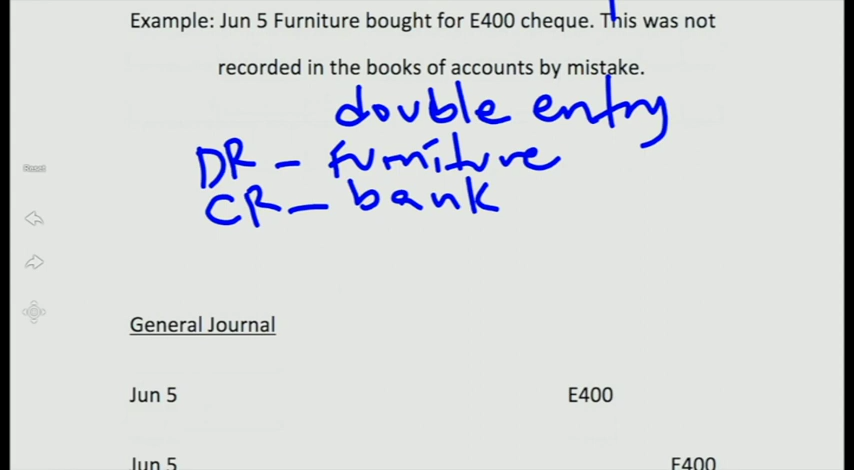 Example: Jun 5 Furniture bought for E400 cheque. This was not
recorded in the books of accounts by mistake.
double entry
DR - furniture
CR - bank
Reset
General Journal
Jun 5 E400
Jun 5 E400